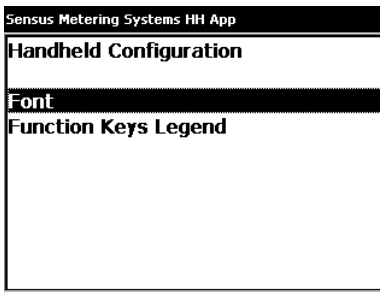 Sensus Metering Systems HH App
Handheld Configuration
Font
Function Keys Legend